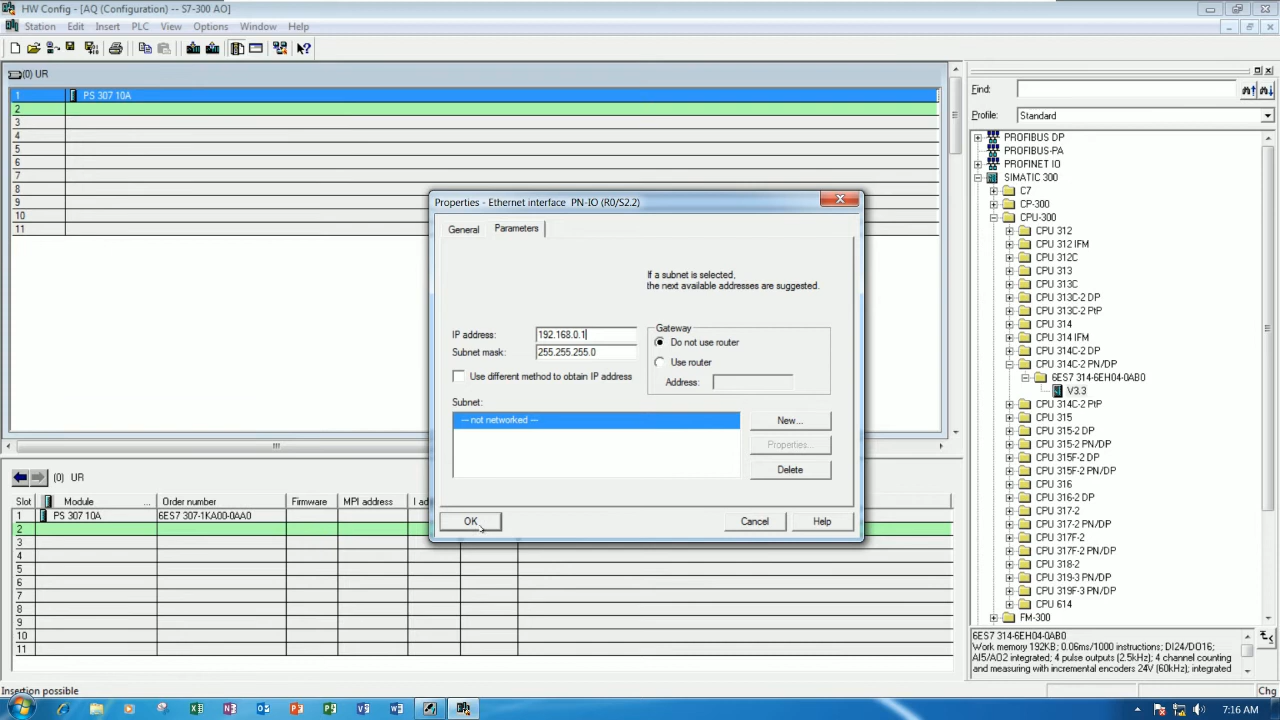 HW Config - [AQ (Configuration) -- S7-300 AO]
Station Edit Insert PLC View Options Window Help
(0) UR
1 PS 307 10A
2
3
4
5
6
7
8
9
10
11
Find:
Profile: Standard
PROFIBUS DP
PROFIBUS-PA
PROFINET IO
SIMATIC 300
C7
CP-300
CPU-300
CPU 312
CPU 312 IFM
CPU 312C
CPU 313
CPU 313C
CPU 313C-2 DP
CPU 313C-2 PtP
CPU 314
CPU 314 IFM
CPU 314C-2 DP
CPU 314C-2 PN/DP
6ES7 314-6EH04-0AB0
V3.3
CPU 314C-2 PtP
CPU 315
CPU 315-2 DP
CPU 315-2 PN/DP
CPU 315F-2 DP
CPU 315F-2 PN/DP
CPU 316
CPU 316-2 DP
CPU 317-2
CPU 317-2 PN/DP
CPU 317F-2
CPU 317F-2 PN/DP
CPU 318-2
CPU 319-3 PN/DP
CPU 319F-3 PN/DP
CPU 614
FM-300
6ES7 314-6EH04-0AB0
Work memory 192KB; 0.06ms/1000 instructions; DI24/DO16;
AI5/AO2 integrated; 4 pulse outputs (2.5kHz); 4 channel counting
and measuring with incremental encoders 24V (60kHz); integrated
Properties - Ethernet interface PN-IO (R0/S2.2)
General Parameters
If a subnet is selected,
the next available addresses are suggested.
IP address: 192.168.0.1
Subnet mask: 255.255.255.0
Use different method to obtain IP address
Gateway
Do not use router
Use router
Address:
Subnet:
--- not networked ---
New...
Properties...
Delete
OK Cancel Help
(0) UR
Slot Module ... Order number Firmware MPI address I ad
1 PS 307 10A 6ES7 307-1KA00-0AA0
2
3
4
5
6
7
8
9
10
11
Insertion possible Chg
7:16 AM